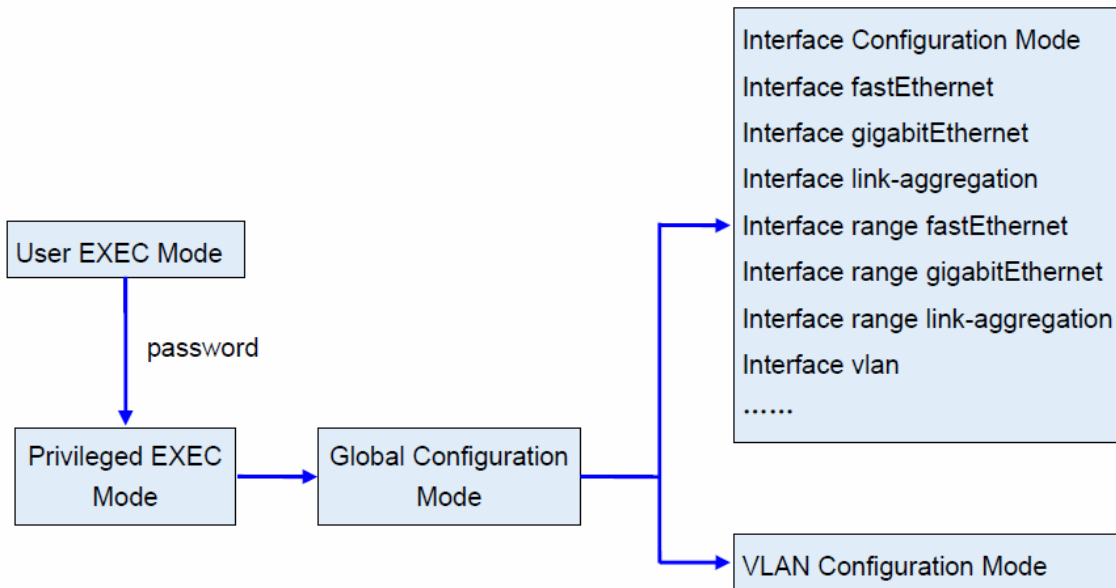 User EXEC Mode
password
Privileged EXEC
Mode
Global Configuration
Mode
Interface Configuration Mode
Interface fastEthernet
Interface gigabitEthernet
Interface link-aggregation
Interface range fastEthernet
Interface range gigabitEthernet
Interface range link-aggregation
Interface vlan
……
VLAN Configuration Mode